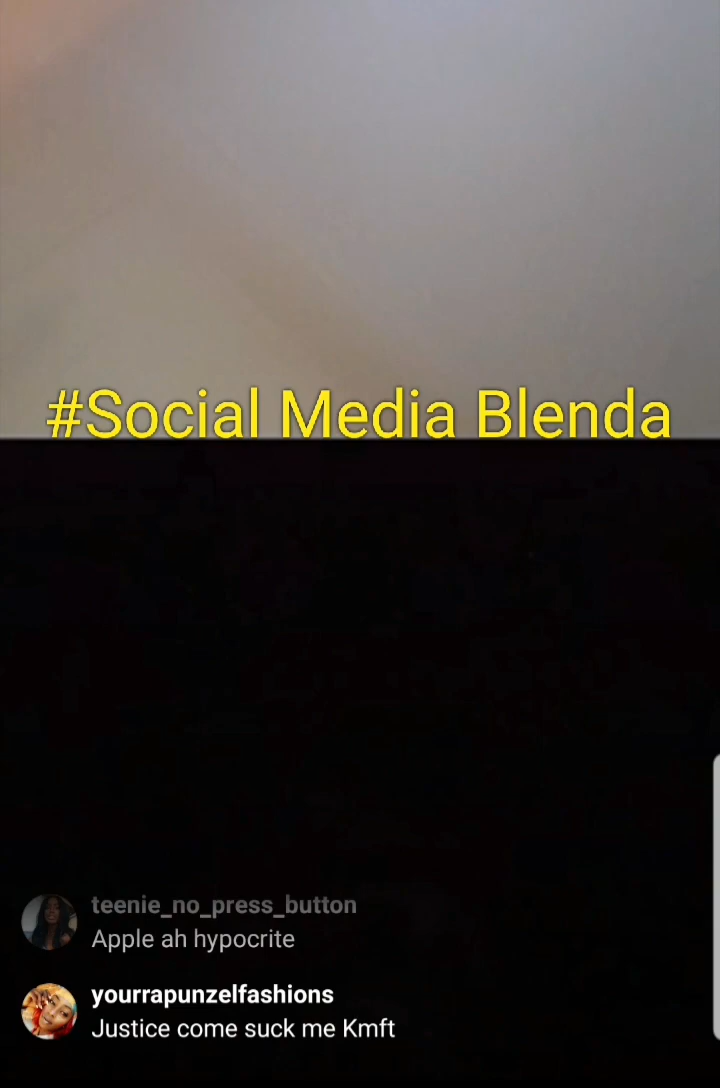 #Social Media Blenda
teenie_no_press_button
Apple ah hypocrite
yourrapunzelfashions
Justice come suck me Kmft